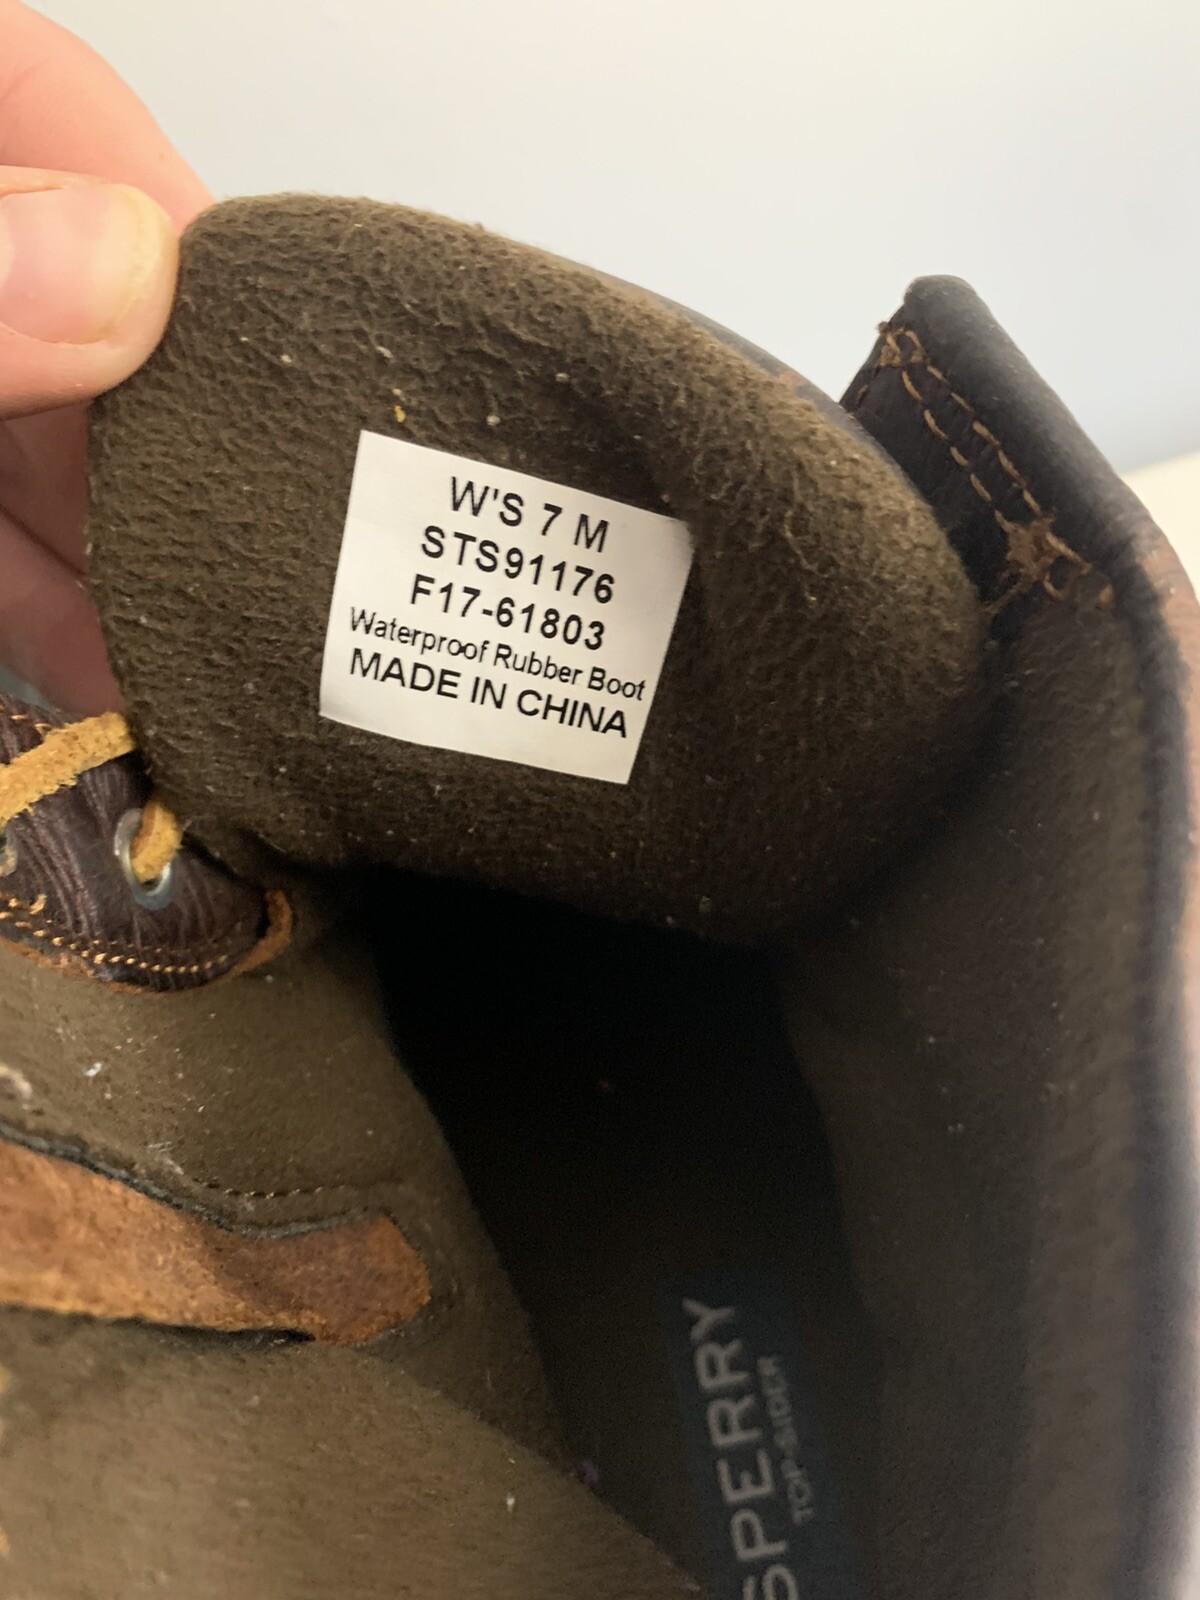 W'S 7 M
STS91176
F17-61803
Waterproof Rubber Boot
MADE IN CHINA
SPERRY
TOP-SIDER